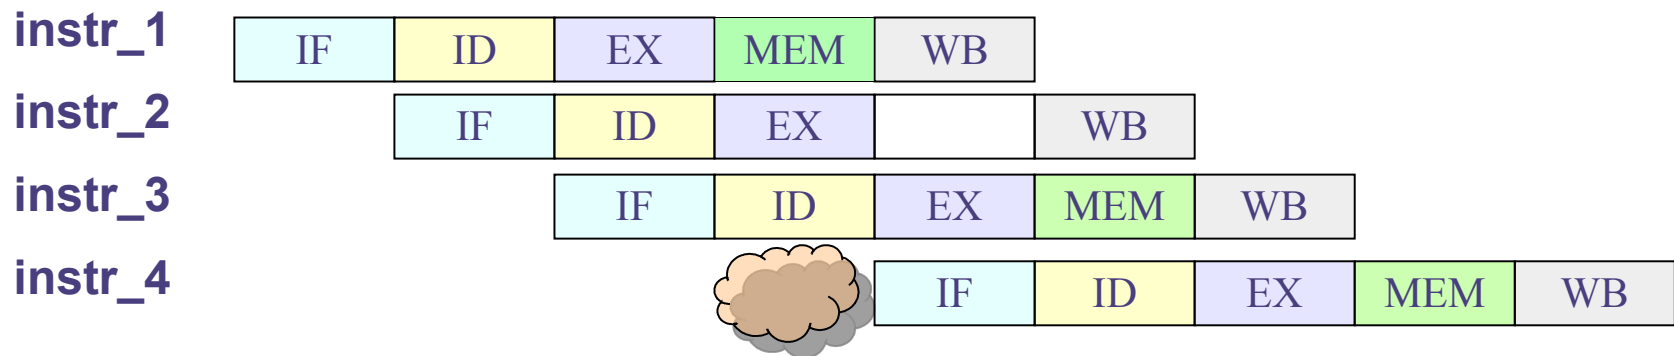 instr_1 IF ID EX MEM WB
instr_2 IF ID EX WB
instr_3 IF ID EX MEM WB
instr_4 IF ID EX MEM WB